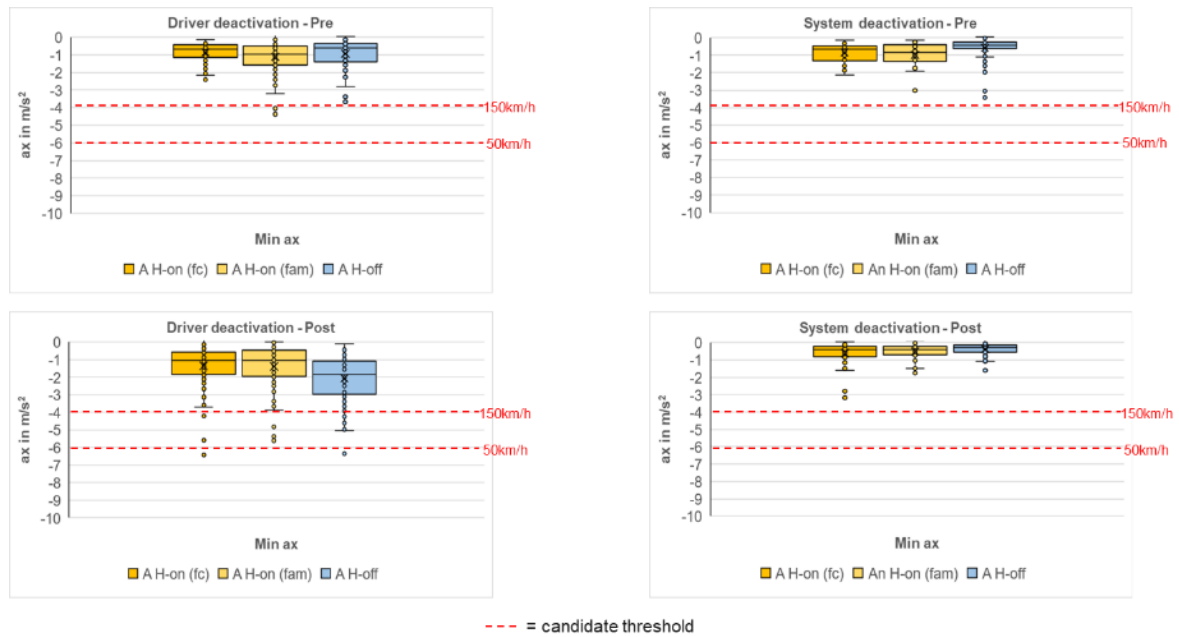 Driver deactivation - Pre
0
-1
-2
-3
-4
-5
-6
-7
-8
-9
-10
ax in m/s²
150km/h
50km/h
Min ax
A H-on (fc) A H-on (fam) A H-off
System deactivation - Pre
0
-1
-2
-3
-4
-5
-6
-7
-8
-9
-10
ax in m/s²
150km/h
50km/h
Min ax
A H-on (fc) An H-on (fam) A H-off
Driver deactivation - Post
0
-1
-2
-3
-4
-5
-6
-7
-8
-9
-10
ax in m/s²
150km/h
50km/h
Min ax
A H-on (fc) A H-on (fam) A H-off
System deactivation - Post
0
-1
-2
-3
-4
-5
-6
-7
-8
-9
-10
ax in m/s²
150km/h
50km/h
Min ax
A H-on (fc) An H-on (fam) A H-off
= candidate threshold